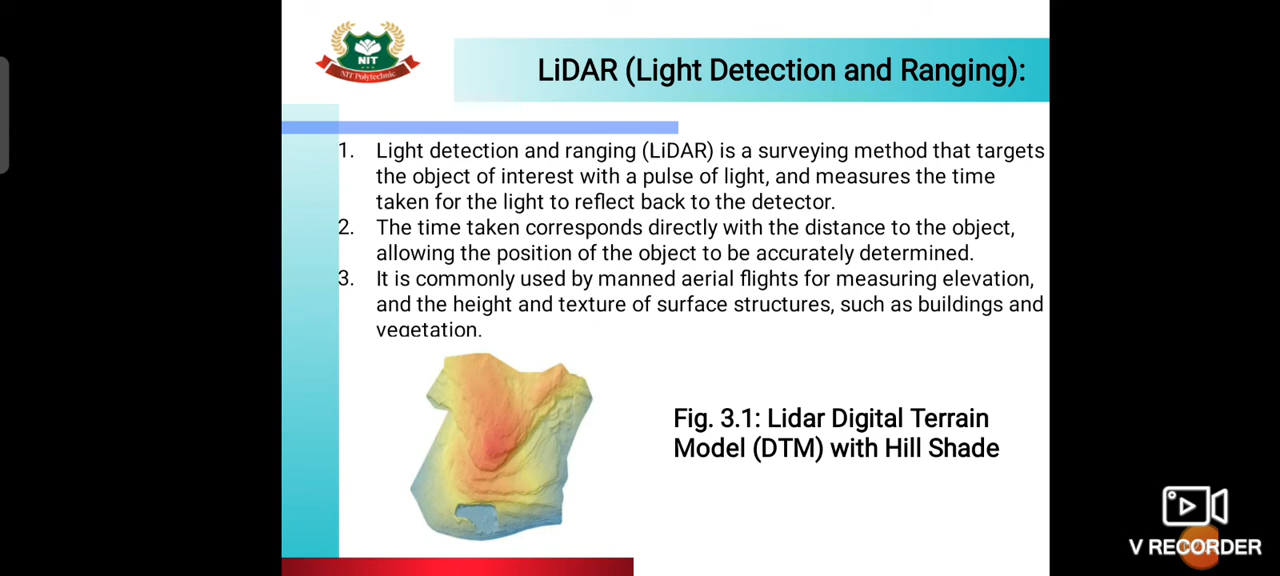 NIT
NIT Polytechnic
LiDAR (Light Detection and Ranging):
1. Light detection and ranging (LiDAR) is a surveying method that targets
the object of interest with a pulse of light, and measures the time
taken for the light to reflect back to the detector.
2. The time taken corresponds directly with the distance to the object,
allowing the position of the object to be accurately determined.
3. It is commonly used by manned aerial flights for measuring elevation,
and the height and texture of surface structures, such as buildings and
vegetation.
Fig. 3.1: Lidar Digital Terrain
Model (DTM) with Hill Shade
V RECORDER